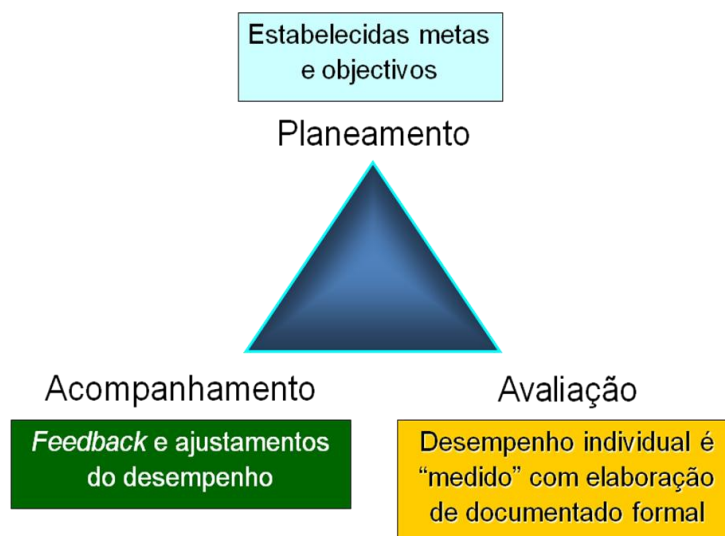 Estabelecidas metas
e objectivos
Planeamento
Acompanhamento
Feedback e ajustamentos
do desempenho
Avaliação
Desempenho individual é
“medido” com elaboração
de documentado formal